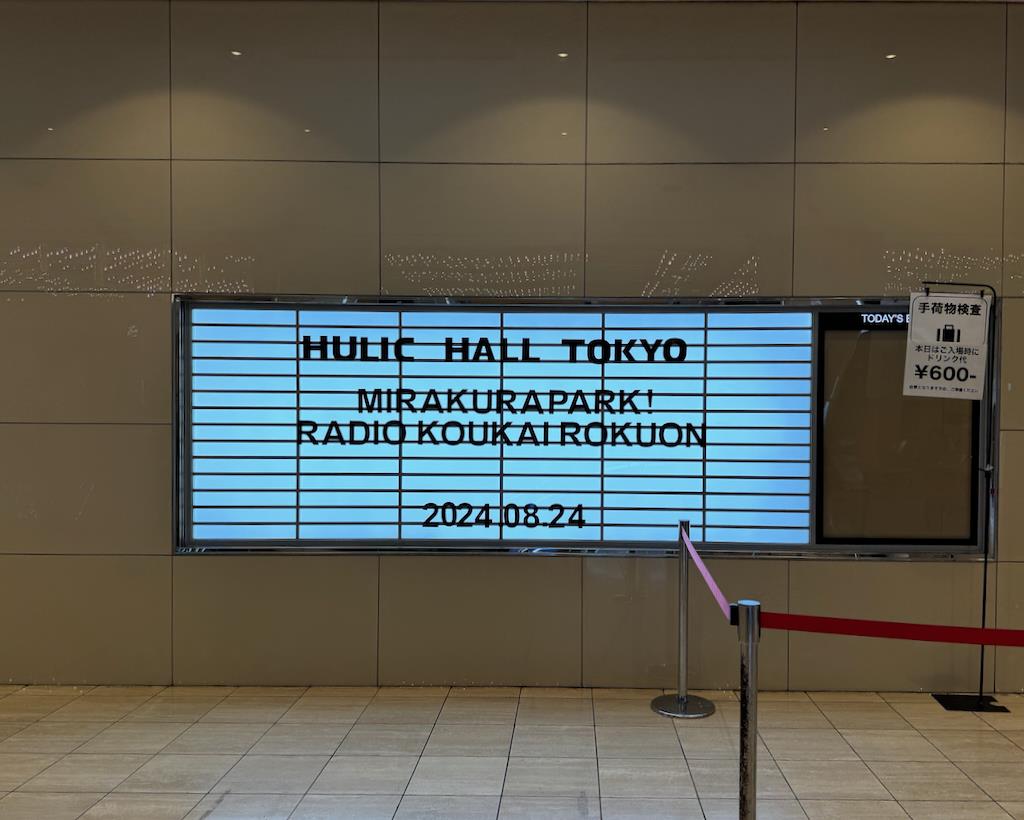 HULIC HALL TOKYO
MIRAKURAPARK!
RADIO KOUKAI ROKUON
2024.08.24
TODAY'S
手荷物検査
本日はご入場時に
ドリンク代
¥600-